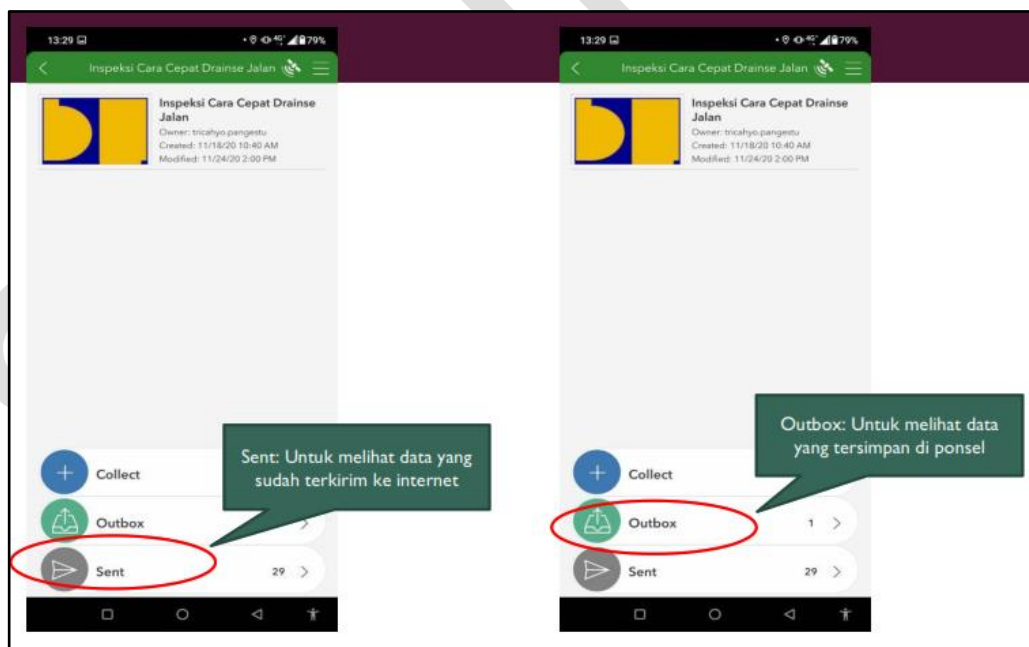 13:29
4G
79%
Inspeksi Cara Cepat Drainse Jalan
Inspeksi Cara Cepat Drainse
Jalan
Owner: tricahyo.pangestu
Created: 11/18/20 10:40 AM
Modified: 11/24/20 2:00 PM
Sent: Untuk melihat data yang
sudah terkirim ke internet
Collect
Outbox
Sent
29
13:29
4G
79%
Inspeksi Cara Cepat Drainse Jalan
Inspeksi Cara Cepat Drainse
Jalan
Owner: tricahyo.pangestu
Created: 11/18/20 10:40 AM
Modified: 11/24/20 2:00 PM
Outbox: Untuk melihat data
yang tersimpan di ponsel
Collect
Outbox
1
Sent
29